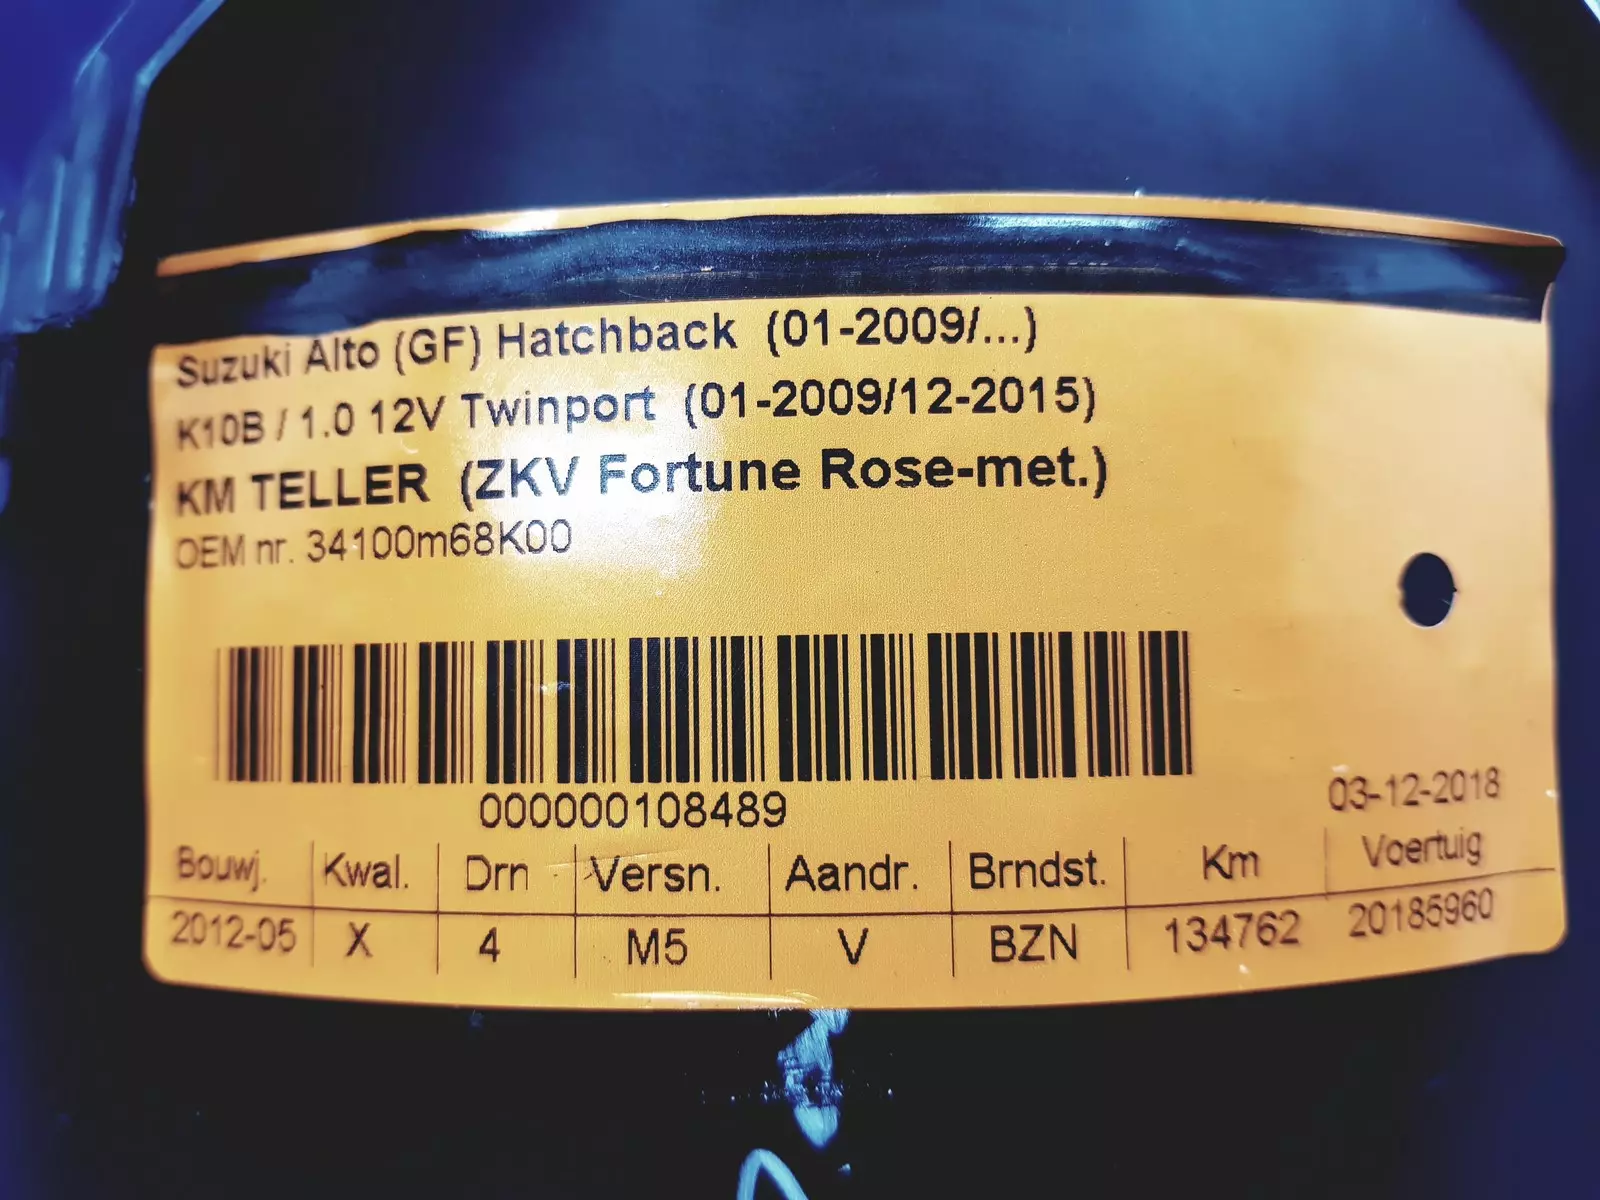 Suzuki Alto (GF) Hatchback (01-2009/...)
K10B / 1.0 12V Twinport (01-2009/12-2015)
KM TELLER (ZKV Fortune Rose-met.)
OEM nr. 34100m68K00
000000108489
03-12-2018
Bouwj. Kwal. Drn Versn. Aandr. Brndst. Km Voertuig
2012-05 X 4 M5 V BZN 134762 20185960